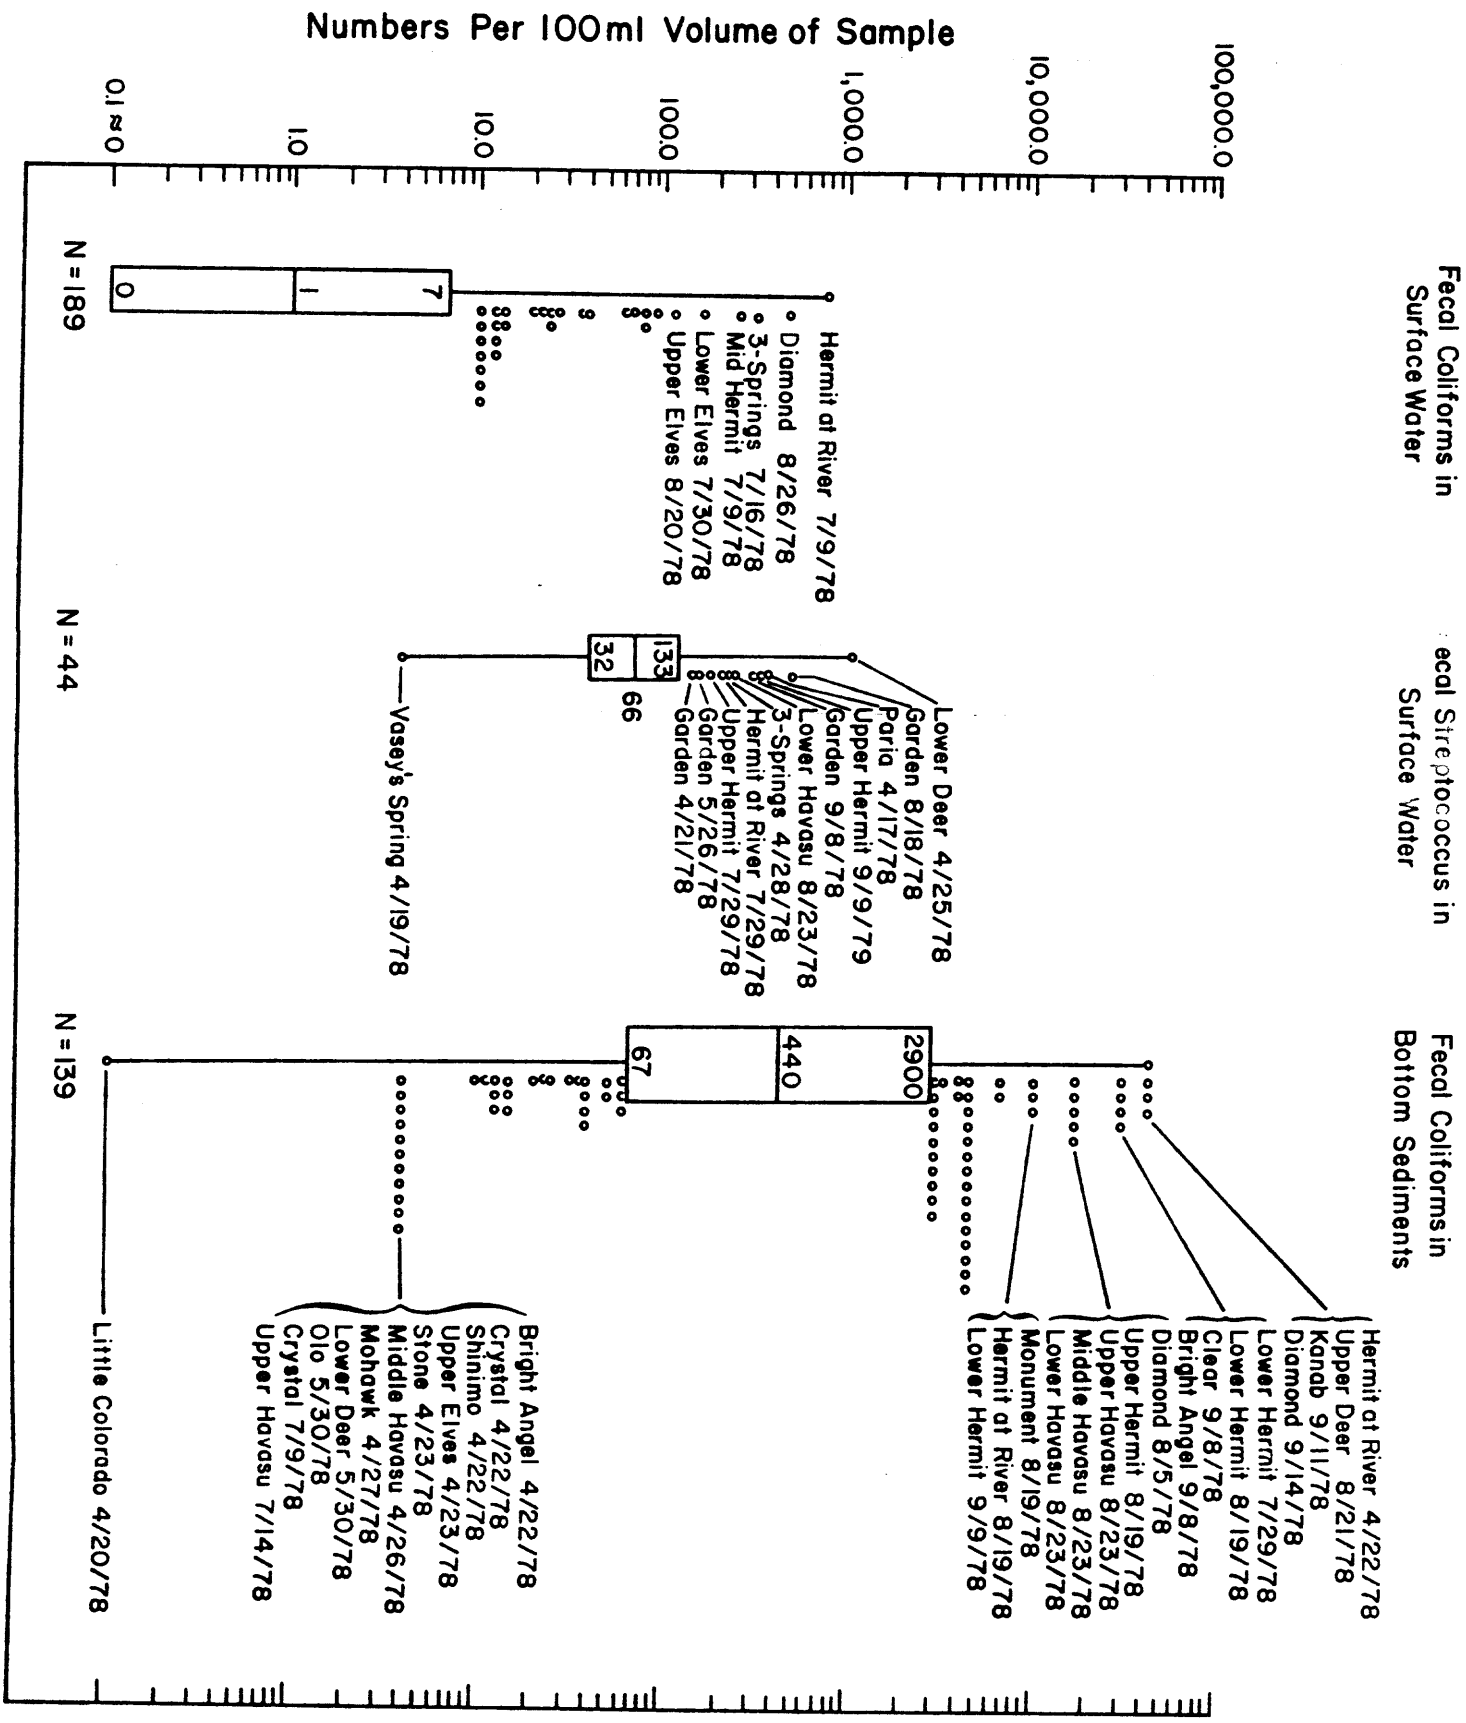 Numbers Per 100ml Volume of Sample
100,000.0
10,000.0
1,000.0
100.0
10.0
1.0
0.1 ≈ 0
Fecal Coliforms in
Surface Water
Hermit at River 7/9/78
Diamond 8/26/78
3-Springs 7/16/78
Mid Hermit 7/9/78
Lower Elves 7/30/78
Upper Elves 8/20/78
7
1
0
N=189
ecal Streptococcus in
Surface Water
Lower Deer 4/25/78
Garden 8/18/78
Paria 4/17/78
Upper Hermit 9/9/79
Garden 9/8/78
Lower Havasu 8/23/78
3-Springs 4/28/78
Hermit at River 7/29/78
Upper Hermit 7/29/78
Garden 5/26/78
Garden 4/21/78
133
66
32
Vasey's Spring 4/19/78
N=44
Fecal Coliforms in
Bottom Sediments
Hermit at River 4/22/78
Upper Deer 8/21/78
Kanab 9/11/78
Diamond 9/14/78
Lower Hermit 7/29/78
Lower Hermit 8/19/78
Clear 9/8/78
Bright Angel 9/8/78
Diamond 8/5/78
Upper Hermit 8/19/78
Upper Havasu 8/23/78
Middle Havasu 8/23/78
Lower Havasu 8/23/78
Monument 8/19/78
Hermit at River 8/19/78
Lower Hermit 9/9/78
2900
440
67
Bright Angel 4/22/78
Crystal 4/22/78
Shinimo 4/22/78
Upper Elves 4/23/78
Stone 4/23/78
Middle Havasu 4/26/78
Mohawk 4/27/78
Lower Deer 5/30/78
Olo 5/30/78
Crystal 7/9/78
Upper Havasu 7/14/78
Little Colorado 4/20/78
N=139